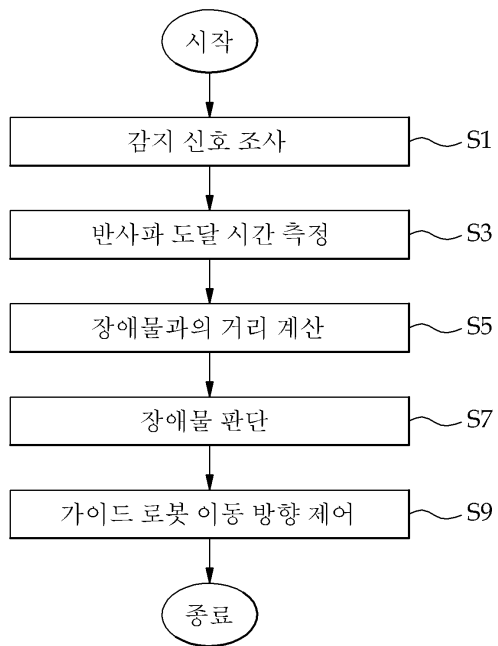 시작
감지 신호 조사
S1
반사파 도달 시간 측정
S3
장애물과의 거리 계산
S5
장애물 판단
S7
가이드 로봇 이동 방향 제어
S9
종료